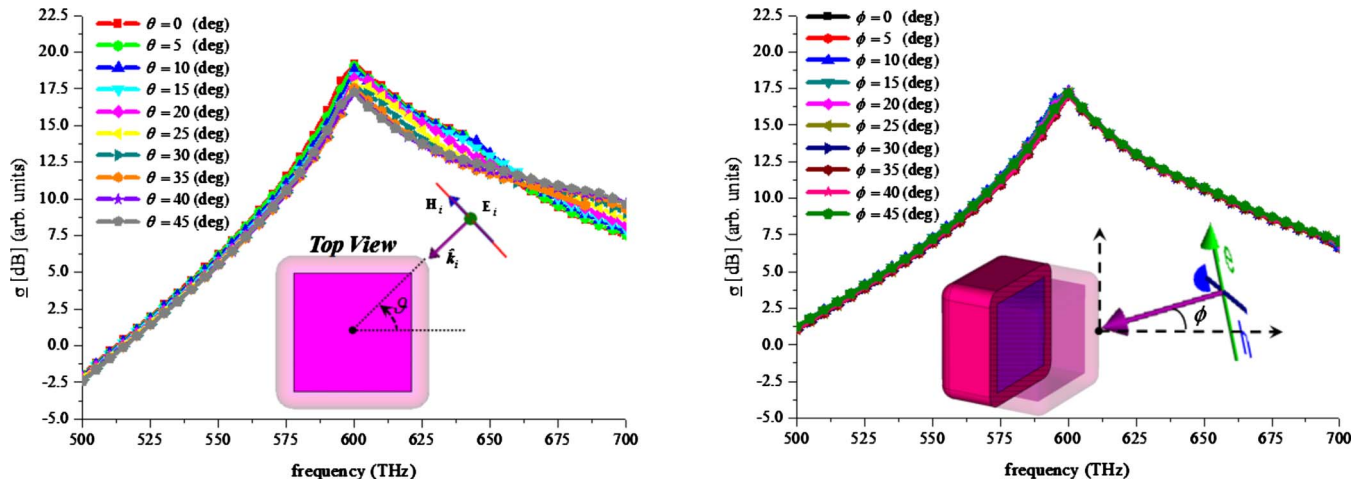 22.5
20.0
17.5
15.0
12.5
10.0
7.5
5.0
2.5
0.0
-2.5
-5.0
σ [dB] (arb. units)
θ = 0 (deg)
θ = 5 (deg)
θ = 10 (deg)
θ = 15 (deg)
θ = 20 (deg)
θ = 25 (deg)
θ = 30 (deg)
θ = 35 (deg)
θ = 40 (deg)
θ = 45 (deg)
H_i E_i
k̂_i
Top View
ϑ
500 525 550 575 600 625 650 675 700
frequency (THz)
22.5
20.0
17.5
15.0
12.5
10.0
7.5
5.0
2.5
0.0
-2.5
-5.0
σ [dB] (arb. units)
ϕ = 0 (deg)
ϕ = 5 (deg)
ϕ = 10 (deg)
ϕ = 15 (deg)
ϕ = 20 (deg)
ϕ = 25 (deg)
ϕ = 30 (deg)
ϕ = 35 (deg)
ϕ = 40 (deg)
ϕ = 45 (deg)
ϕ
500 525 550 575 600 625 650 675 700
frequency (THz)